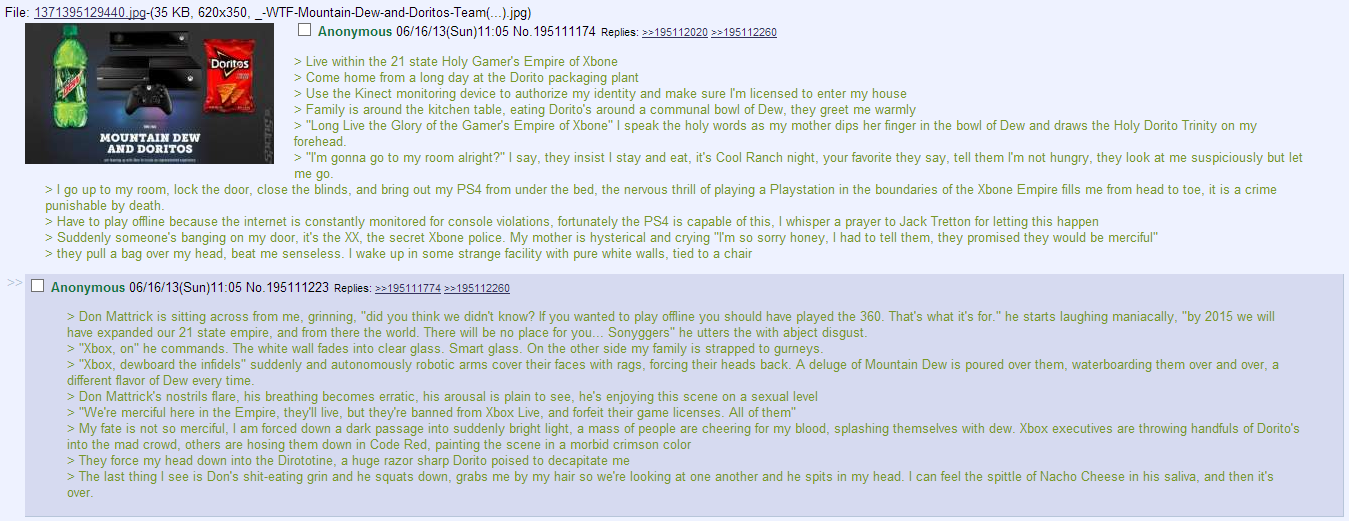 File: 1371395129440.jpg-(35 KB, 620x350, _-WTF-Mountain-Dew-and-Doritos-Team(...).jpg)
Doritos
MOUNTAIN DEW
AND DORITOS
Anonymous 06/16/13(Sun)11:05 No.195111174 Replies: >>195112020 >>195112260
> Live within the 21 state Holy Gamer's Empire of Xbone
> Come home from a long day at the Dorito packaging plant
> Use the Kinect monitoring device to authorize my identity and make sure I'm licensed to enter my house
> Family is around the kitchen table, eating Dorito's around a communal bowl of Dew, they greet me warmly
> "Long Live the Glory of the Gamer's Empire of Xbone" I speak the holy words as my mother dips her finger in the bowl of Dew and draws the Holy Dorito Trinity on my
forehead.
> "I'm gonna go to my room alright?" I say, they insist I stay and eat, it's Cool Ranch night, your favorite they say, tell them I'm not hungry, they look at me suspiciously but let
me go.
> I go up to my room, lock the door, close the blinds, and bring out my PS4 from under the bed, the nervous thrill of playing a Playstation in the boundaries of the Xbone Empire fills me from head to toe, it is a crime
punishable by death.
> Have to play offline because the internet is constantly monitored for console violations, fortunately the PS4 is capable of this, I whisper a prayer to Jack Tretton for letting this happen
> Suddenly someone's banging on my door, it's the XX, the secret Xbone police. My mother is hysterical and crying "I'm so sorry honey, I had to tell them, they promised they would be merciful"
> they pull a bag over my head, beat me senseless. I wake up in some strange facility with pure white walls, tied to a chair
>> Anonymous 06/16/13(Sun)11:05 No.195111223 Replies: >>195111774 >>195112260
> Don Mattrick is sitting across from me, grinning, "did you think we didn't know? If you wanted to play offline you should have played the 360. That's what it's for." he starts laughing maniacally, "by 2015 we will
have expanded our 21 state empire, and from there the world. There will be no place for you... Sonyggers" he utters the with abject disgust.
> "Xbox, on" he commands. The white wall fades into clear glass. Smart glass. On the other side my family is strapped to gurneys.
> "Xbox, dewboard the infidels" suddenly and autonomously robotic arms cover their faces with rags, forcing their heads back. A deluge of Mountain Dew is poured over them, waterboarding them over and over, a
different flavor of Dew every time.
> Don Mattrick's nostrils flare, his breathing becomes erratic, his arousal is plain to see, he's enjoying this scene on a sexual level
> "We're merciful here in the Empire, they'll live, but they're banned from Xbox Live, and forfeit their game licenses. All of them"
> My fate is not so merciful, I am forced down a dark passage into suddenly bright light, a mass of people are cheering for my blood, splashing themselves with dew. Xbox executives are throwing handfuls of Dorito's
into the mad crowd, others are hosing them down in Code Red, painting the scene in a morbid crimson color
> They force my head down into the Dirototine, a huge razor sharp Dorito poised to decapitate me
> The last thing I see is Don's shit-eating grin and he squats down, grabs me by my hair so we're looking at one another and he spits in my head. I can feel the spittle of Nacho Cheese in his saliva, and then it's
over.